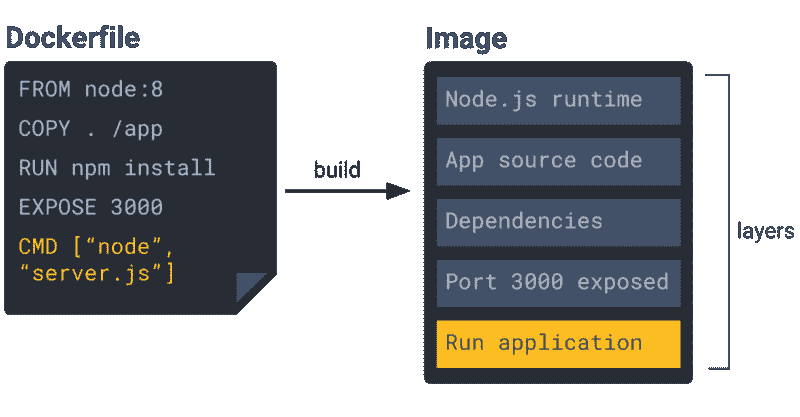 Dockerfile
FROM node:8
COPY . /app
RUN npm install
EXPOSE 3000
CMD [“node”,
“server.js”]
build
Image
Node.js runtime
App source code
Dependencies
Port 3000 exposed
Run application
layers